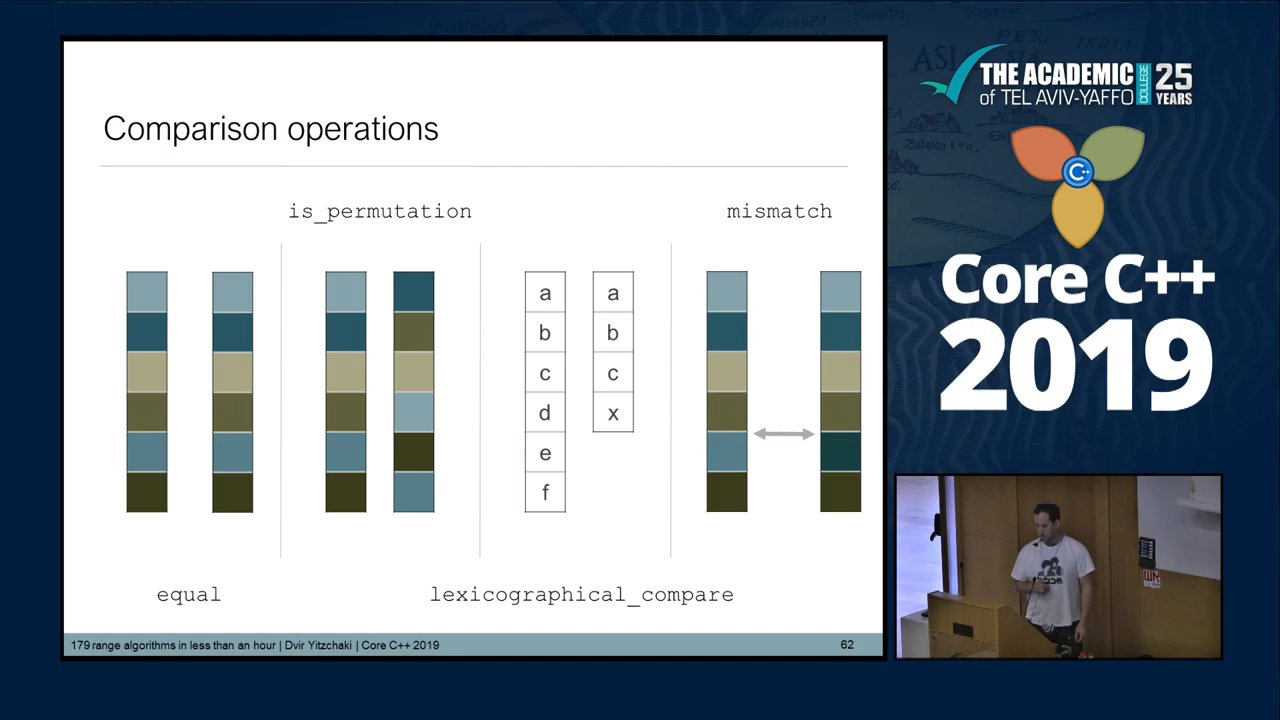 Comparison operations
is_permutation
mismatch
a a
b b
c c
d x
e
f
equal
lexicographical_compare
179 range algorithms in less than an hour | Dvir Yitzchaki | Core C++ 2019
62
THE ACADEMIC
of TEL AVIV-YAFFO
COLLEGE
25
YEARS
C++
Core C++
2019